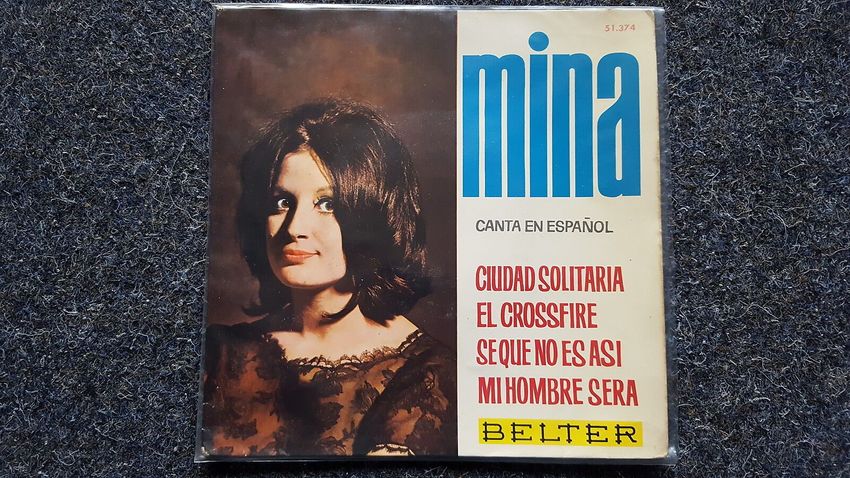 51.374
mina
CANTA EN ESPAÑOL
CIUDAD SOLITARIA
EL CROSSFIRE
SE QUE NO ES ASI
MI HOMBRE SERA
BELTER